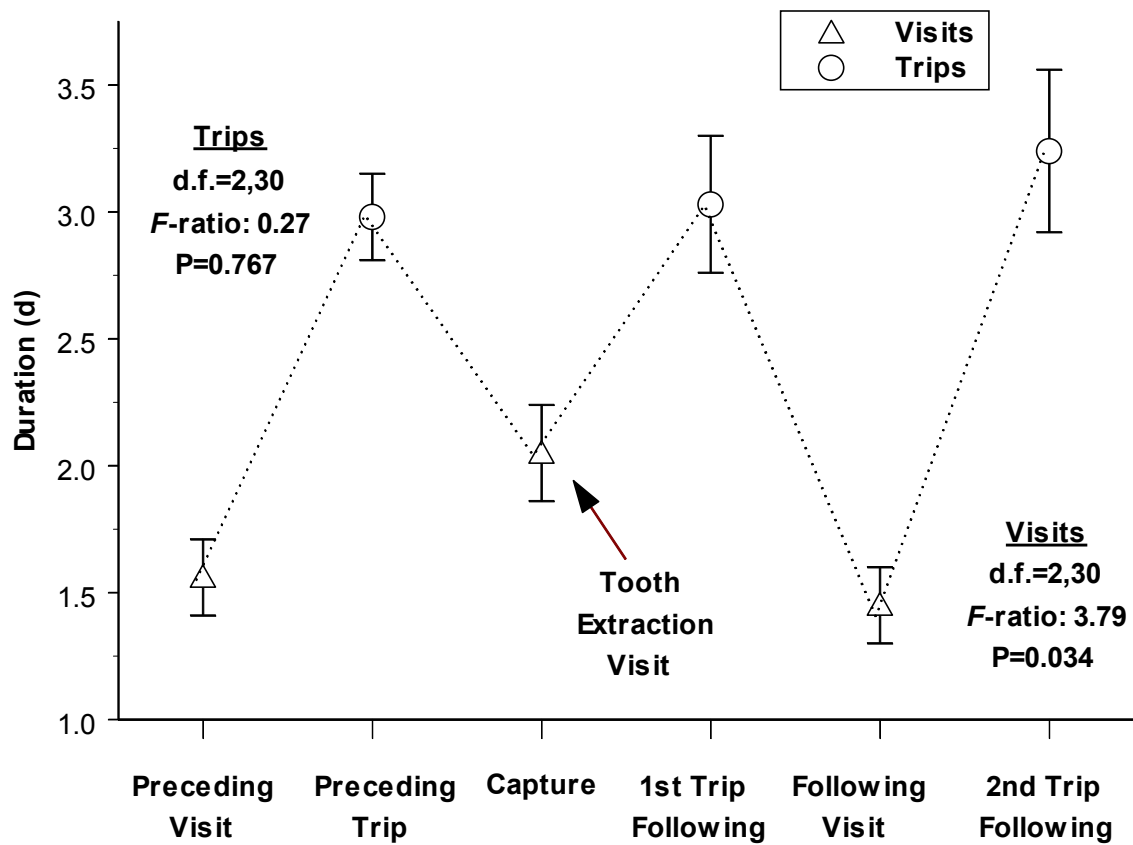 Visits
Trips
3.5
3.0
2.5
2.0
1.5
1.0
Duration (d)
Trips
d.f.=2,30
F-ratio: 0.27
P=0.767
Tooth
Extraction
Visit
Visits
d.f.=2,30
F-ratio: 3.79
P=0.034
Preceding
Visit
Preceding
Trip
Capture
1st Trip
Following
Following
Visit
2nd Trip
Following